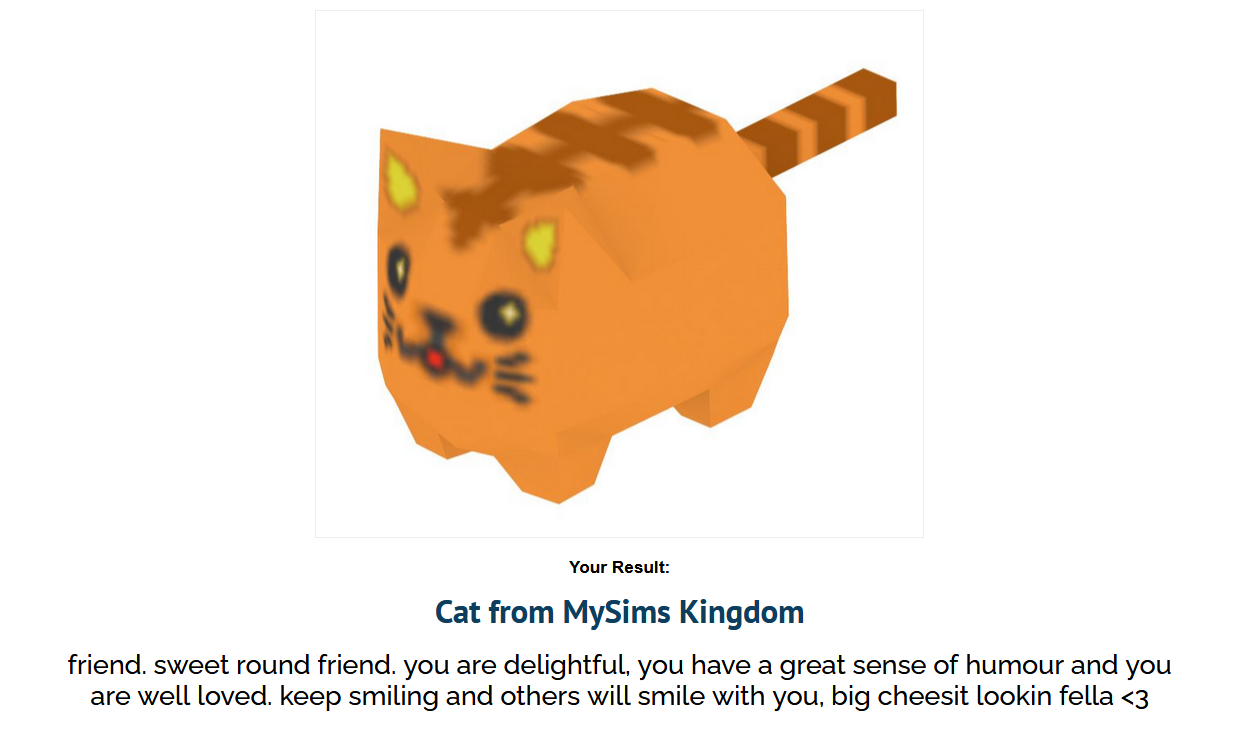 Your Result:
Cat from MySims Kingdom
friend. sweet round friend. you are delightful, you have a great sense of humour and you
are well loved. keep smiling and others will smile with you, big cheesit lookin fella <3